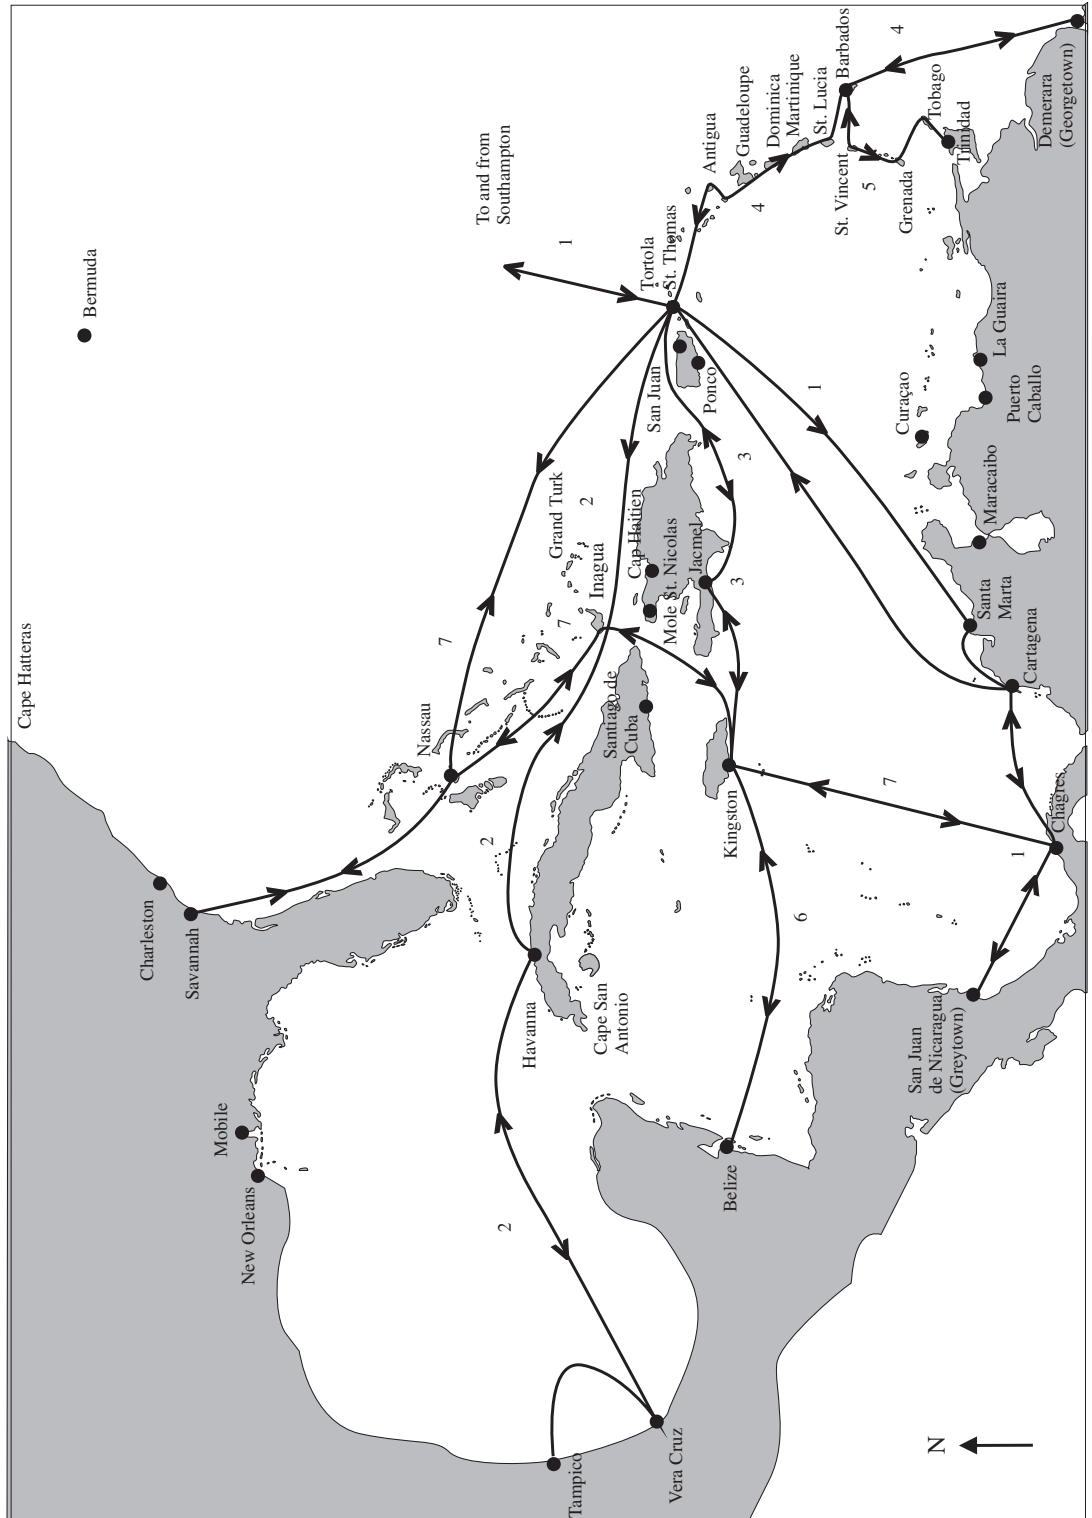 Cape Hatteras
Bermuda
Charleston
Savannah
Mobile
New Orleans
Nassau
7
To and from
Southampton
1
Tortola
St. Thomas
Antigua
Guadeloupe
Dominica
Martinique
St. Lucia
Barbados
4
4
St. Vincent
5
Grenada
Tobago
Trinidad
Demerara
(Georgetown)
Grand Turk
2
Inagua
7
Cap Haitien
Mole St. Nicolas
Jacmel
San Juan
Ponco
3
3
1
Curaçao
La Guaira
Puerto
Caballo
Maracaibo
Santa
Marta
Cartagena
Chagres
1
7
Santiago de
Cuba
Kingston
2
Havanna
Cape San
Antonio
6
San Juan
de Nicaragua
(Greytown)
Belize
2
Tampico
Vera Cruz
N